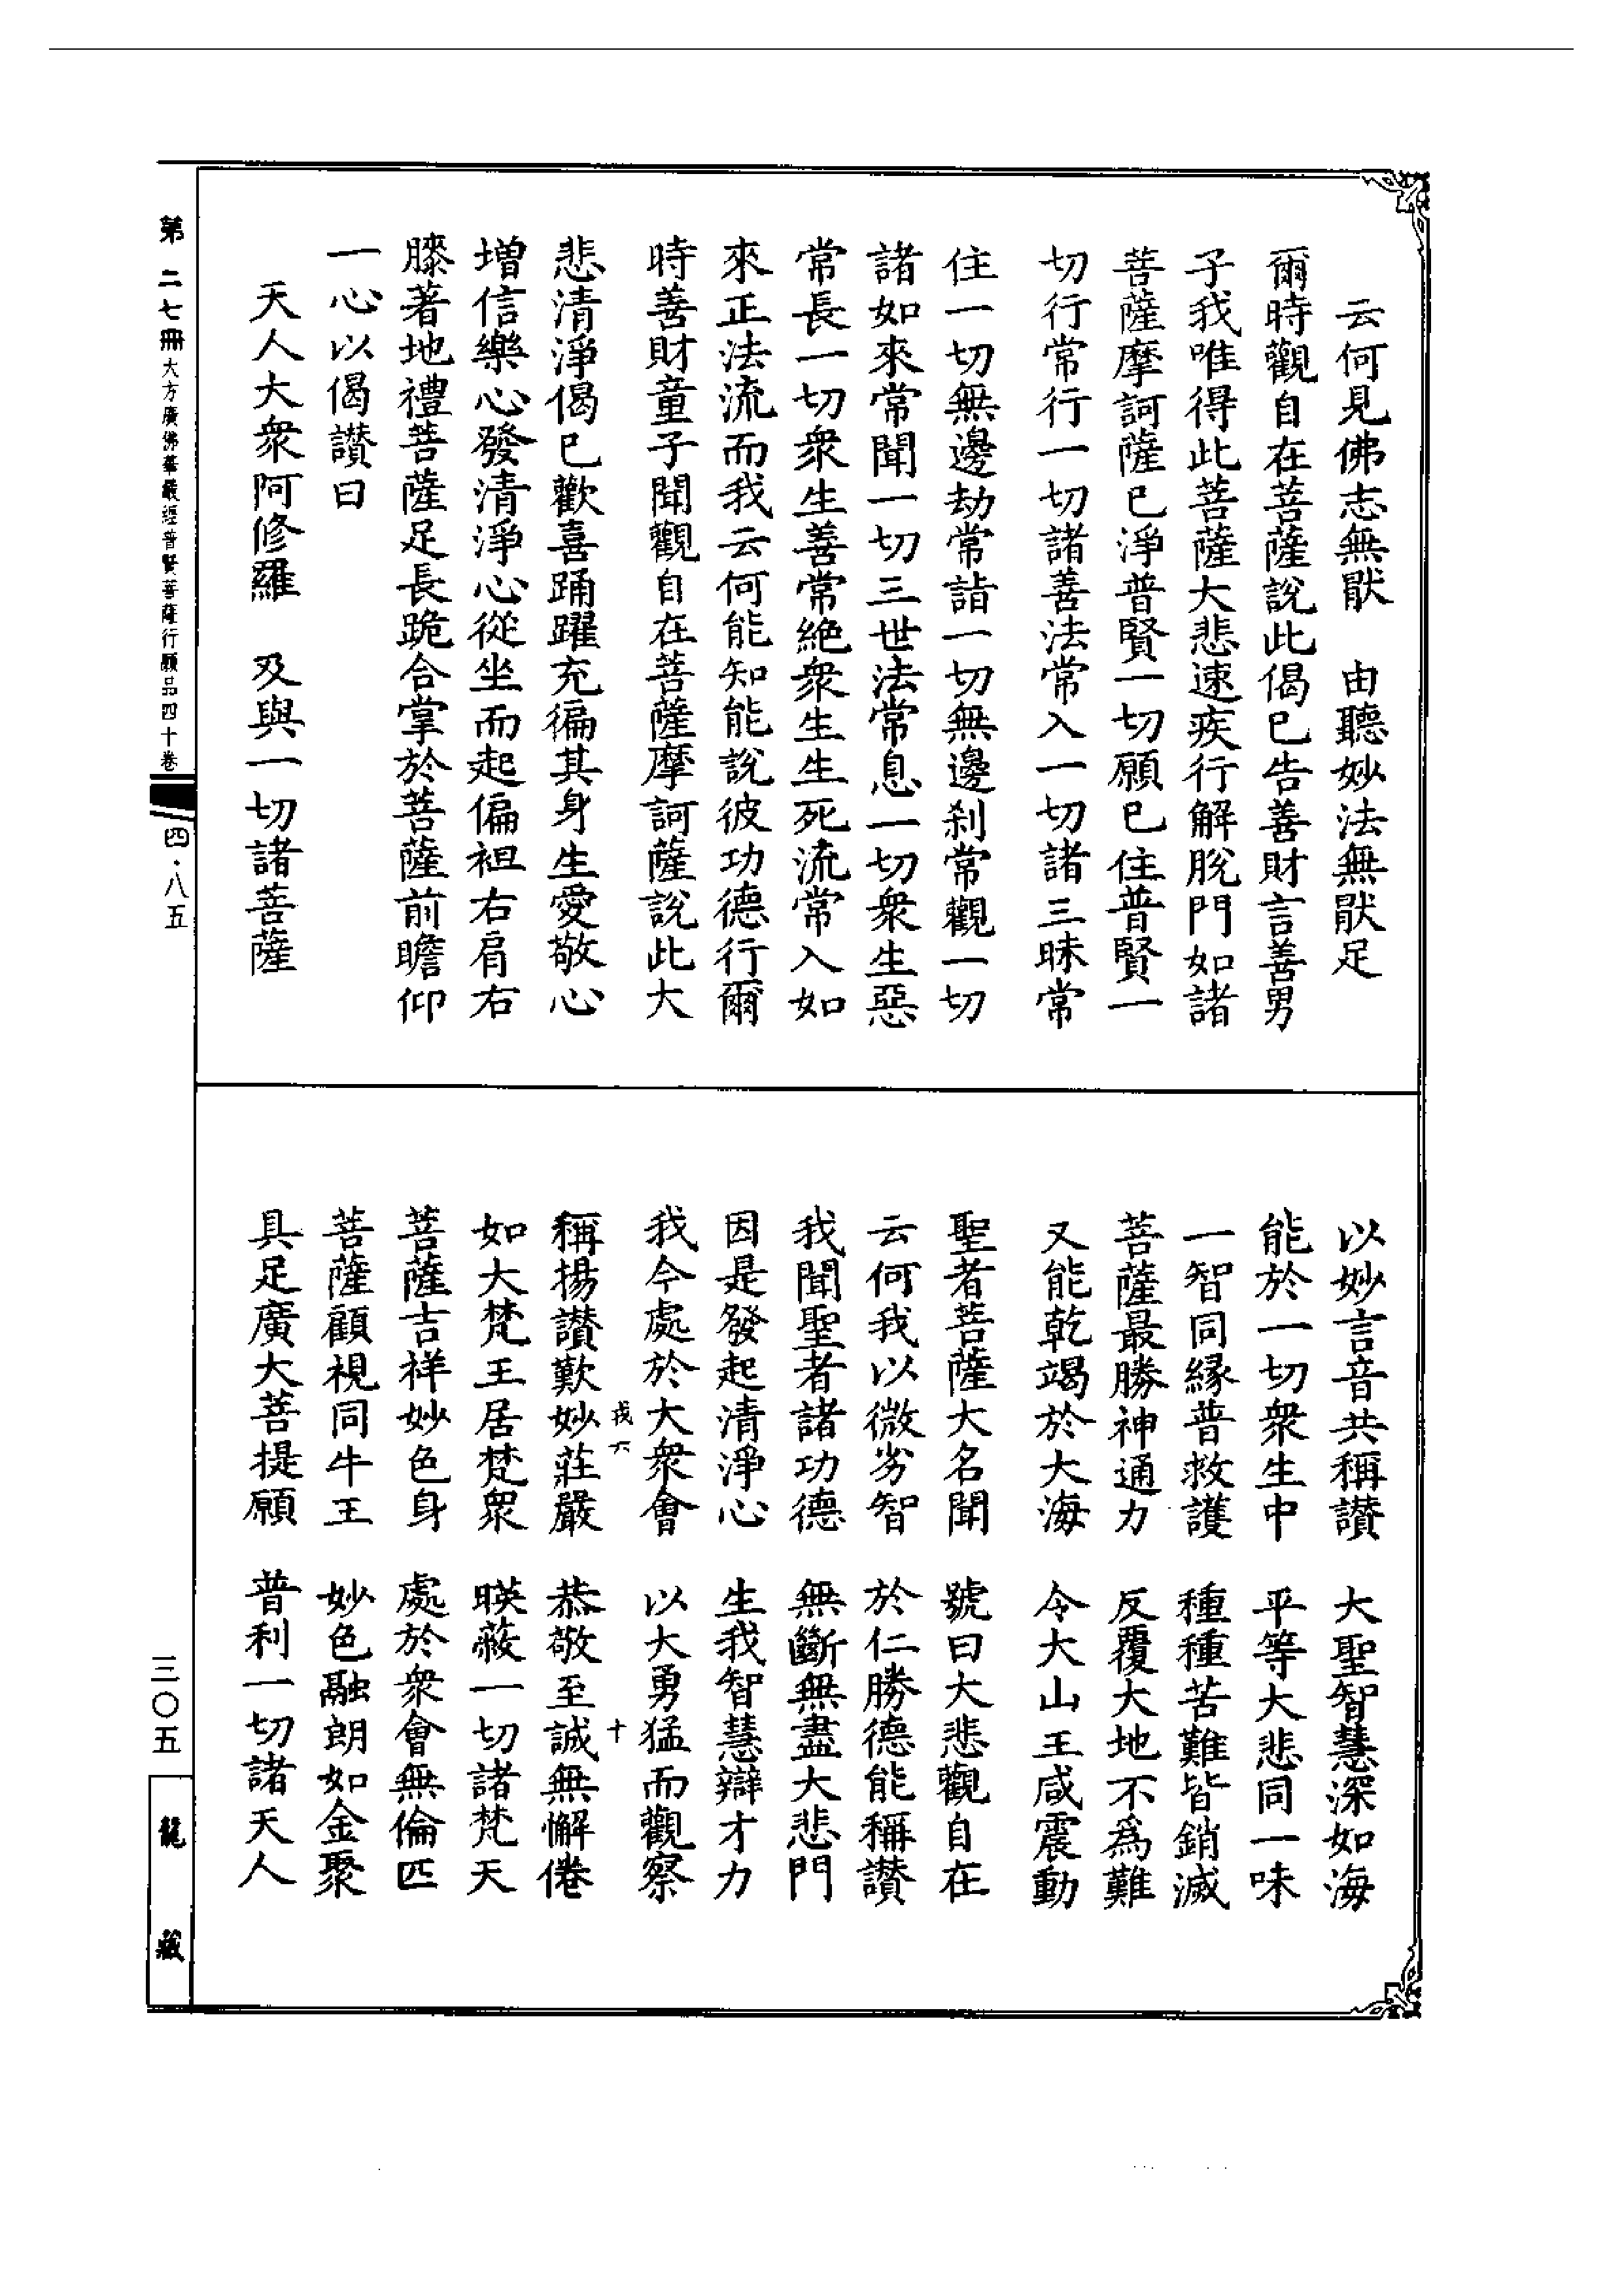 云何見佛志無猒　由聽妙法無猒足
爾時觀自在菩薩說此偈已告善財言善男
子我唯得此菩薩大悲速疾行解脫門如諸
菩薩摩訶薩已淨普賢一切願已住普賢一
切行常行一切諸善法常入一切諸三昧常
住一切無邊劫常詣一切無邊刹常觀一切
諸如來常聞一切三世法常息一切衆生惡
常長一切衆生善常絶衆生生死流常入如
來正法流而我云何能知能說彼功德行爾
時善財童子聞觀自在菩薩摩訶薩說此大
悲清淨偈已歡喜踊躍充徧其身生愛敬心
增信樂心發清淨心從坐而起偏袒右肩右
膝著地禮菩薩足長跪合掌於菩薩前瞻仰
一心以偈讚曰
天人大衆阿修羅　及與一切諸菩薩
以妙言音共稱讚　大聖智慧深如海
能於一切衆生中　平等大悲同一味
一智同緣普救護　種種苦難皆銷滅
菩薩最勝神通力　反覆大地不爲難
又能乾竭於大海　令大山王咸震動
聖者菩薩大名聞　號曰大悲觀自在
云何我以微劣智　於仁勝德能稱讚
我聞聖者諸功德　無斷無盡大悲門
因是發起清淨心　生我智慧辯才力
我今處於大衆會　以大勇猛而觀察
我六　十
稱揚讚歎妙莊嚴　恭敬至誠無懈倦
如大梵王居梵衆　暎蔽一切諸梵天
菩薩吉祥妙色身　處於衆會無倫匹
菩薩顧視同牛王　妙色融朗如金聚
具足廣大菩提願　普利一切諸天人
第二七冊 大方廣佛華嚴經普賢菩薩行願品四十卷 四·八五
三〇五
龍藏